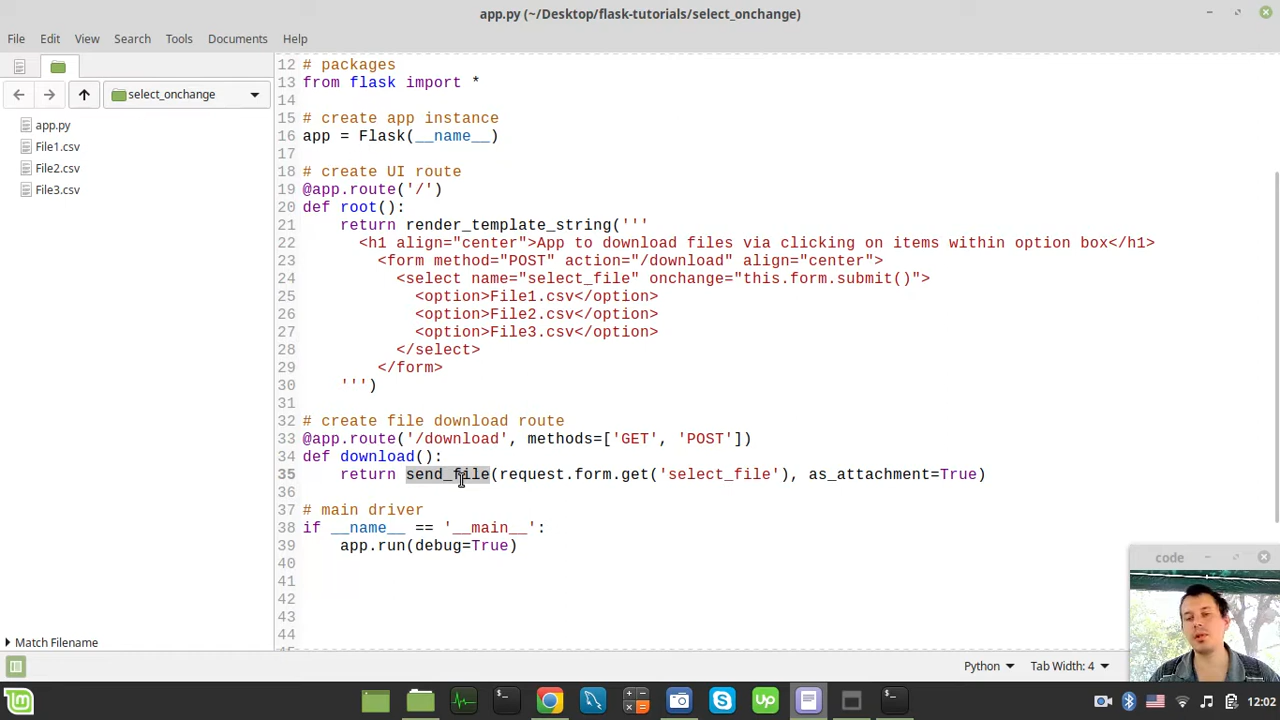 app.py (~/Desktop/flask-tutorials/select_onchange)
File Edit View Search Tools Documents Help
select_onchange
app.py
File1.csv
File2.csv
File3.csv
Match Filename
12 # packages
13 from flask import *
14
15 # create app instance
16 app = Flask(__name__)
17
18 # create UI route
19 @app.route('/')
20 def root():
21 return render_template_string('''
22 <h1 align="center">App to download files via clicking on items within option box</h1>
23 <form method="POST" action="/download" align="center">
24 <select name="select_file" onchange="this.form.submit()">
25 <option>File1.csv</option>
26 <option>File2.csv</option>
27 <option>File3.csv</option>
28 </select>
29 </form>
30 ''')
31
32 # create file download route
33 @app.route('/download', methods=['GET', 'POST'])
34 def download():
35 return send_file(request.form.get('select_file'), as_attachment=True)
36
37 # main driver
38 if __name__ == '__main__':
39 app.run(debug=True)
40
41
42
43
44
code
Python Tab Width: 4
Up
12:02